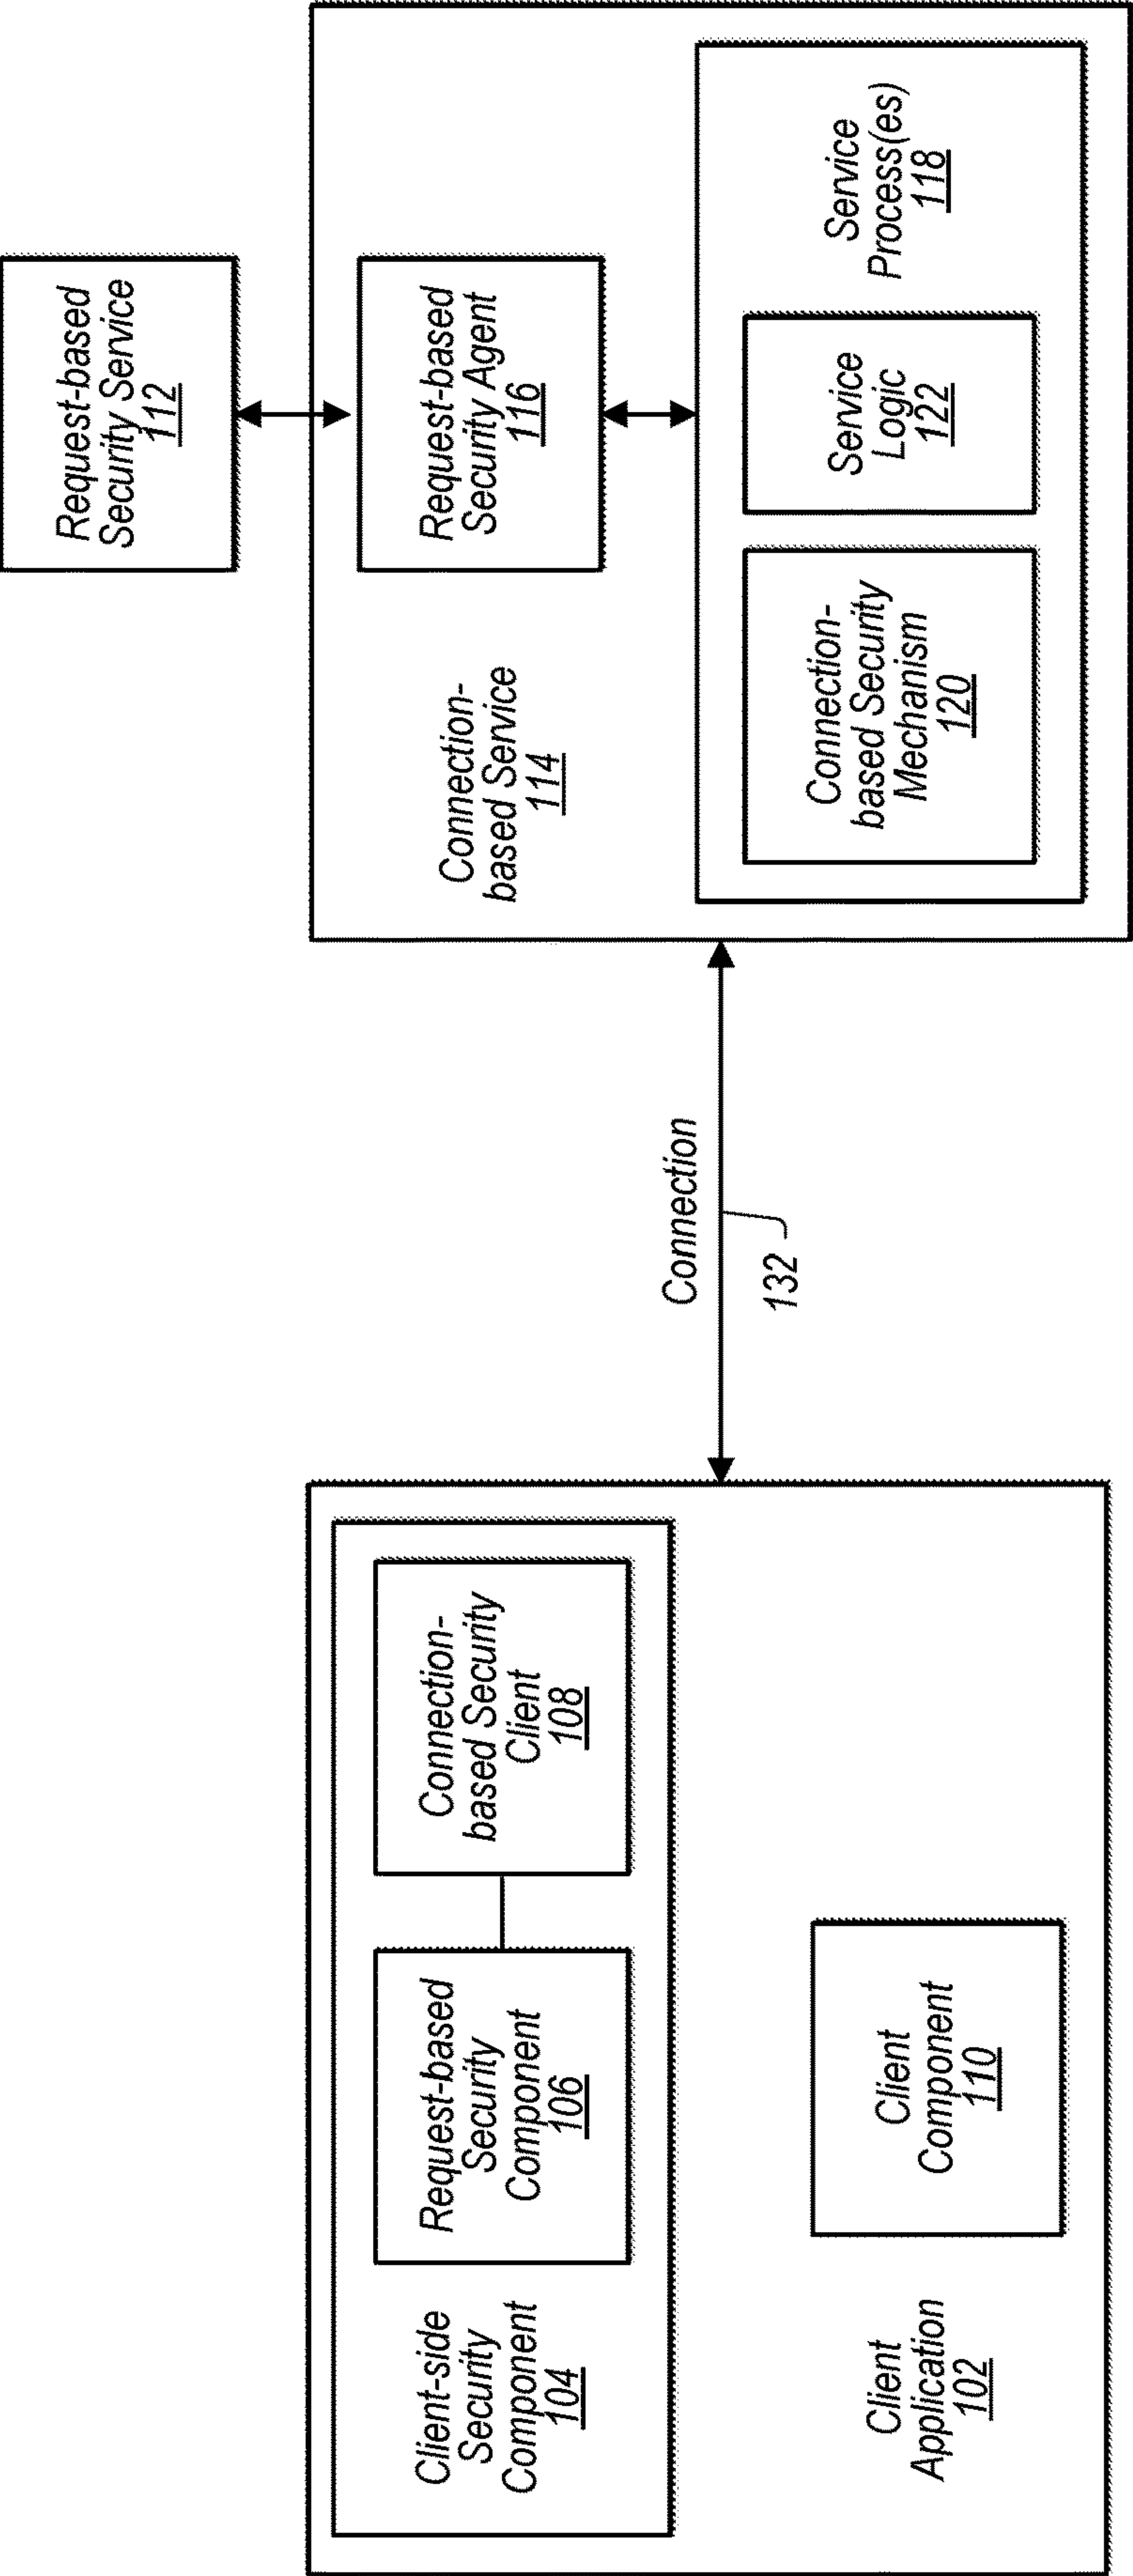 Request-based
Security Service
112
Request-based
Security Agent
116
Connection-
based Service
114
Service
Process(es)
118
Service
Logic
122
Connection-
based Security
Mechanism
120
Connection
132
Client-side
Security
Component
104
Request-based
Security
Component
106
Connection-
based Security
Client
108
Client
Application
102
Client
Component
110